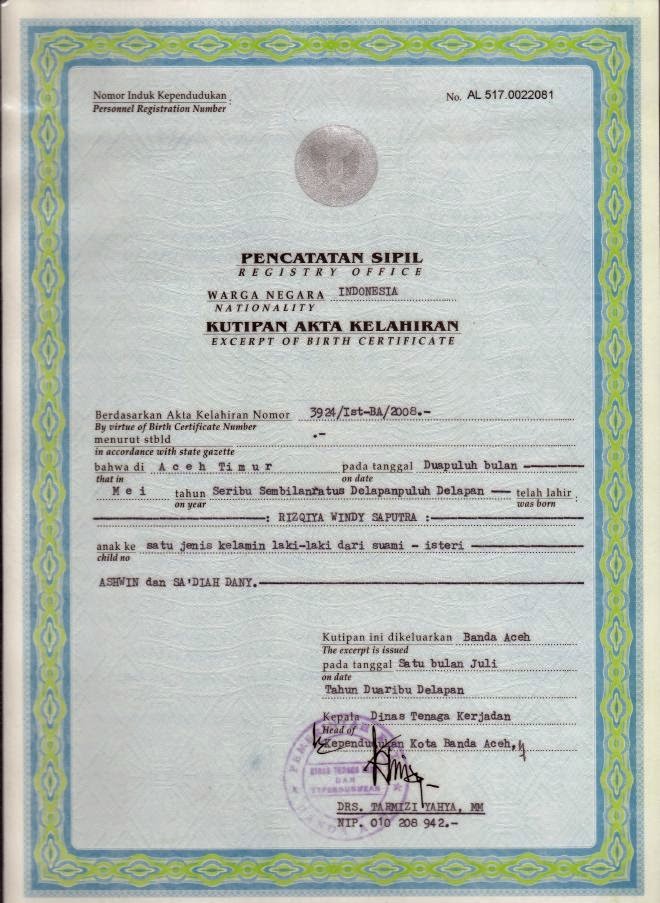 Nomor Induk Kependudukan :
Personnel Registration Number
No. AL 517.0022081
PENCATATAN SIPIL
REGISTRY OFFICE
WARGA NEGARA INDONESIA
NATIONALITY
KUTIPAN AKTA KELAHIRAN
EXCERPT OF BIRTH CERTIFICATE
Berdasarkan Akta Kelahiran Nomor 3924/Ist-BA/2008.-
By virtue of Birth Certificate Number
menurut stbld .-
in accordance with state gazette
bahwa di Aceh Timur pada tanggal Duapuluh bulan
that in on date
Mei tahun Seribu Sembilanratus Delapanpuluh Delapan — telah lahir :
on year was born
: RIZQIYA WINDY SAPUTRA :
anak ke satu jenis kelamin laki-laki dari suami - isteri
child no
ASHWIN dan SA'DIAH DANY.
Kutipan ini dikeluarkan Banda Aceh
The excerpt is issued
pada tanggal Satu bulan Juli
on date
Tahun Duaribu Delapan
Kepala Dinas Tenaga Kerjadan
Head of
Kependudukan Kota Banda Aceh,
DINAS TENAGA
DAN
KEPENDUDUKAN
DRS. TARMIZI YAHYA, MM
NIP. 010 208 942.-